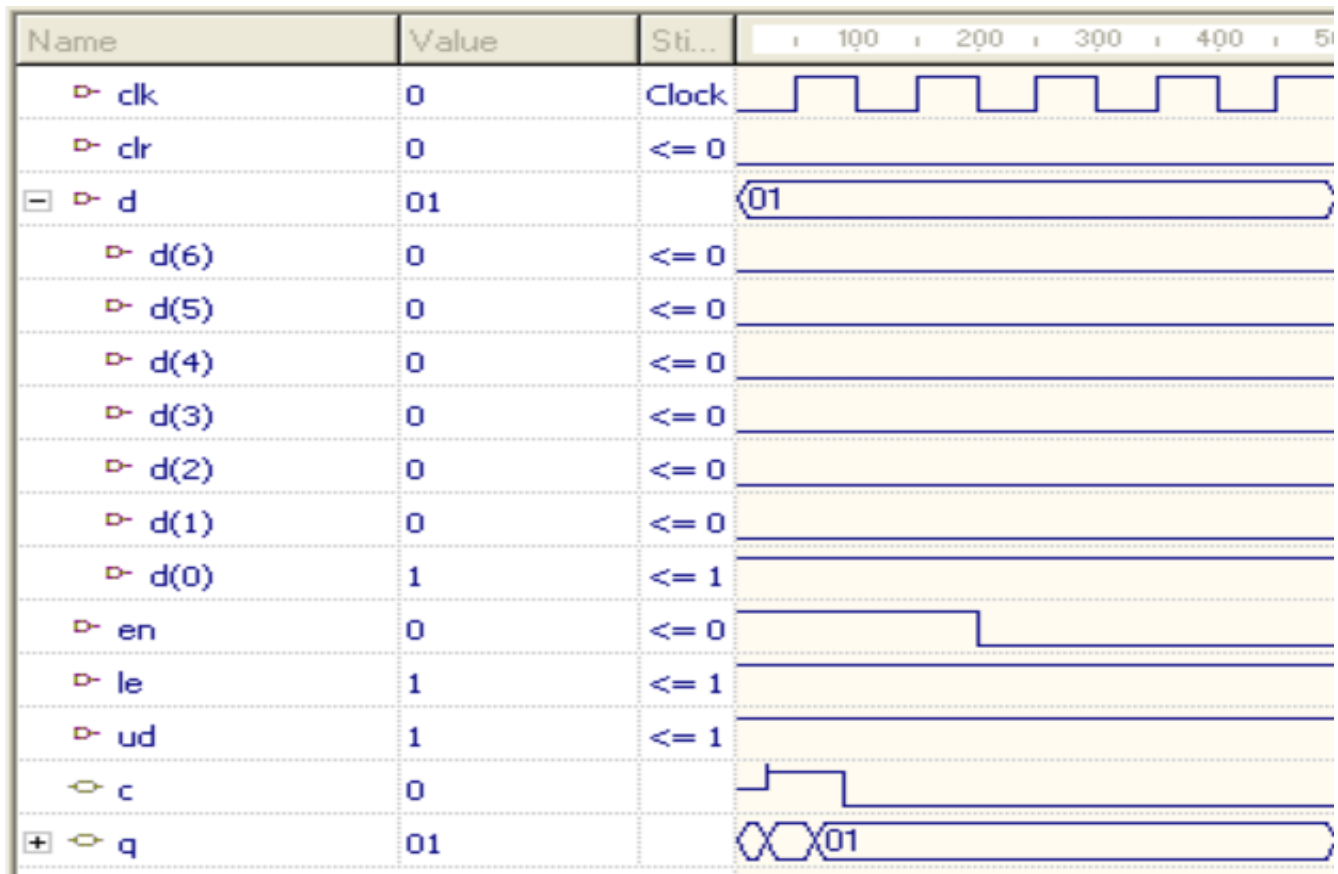 Name Value Sti... 100 200 300 400 5
clk 0 Clock
clr 0 <= 0
d 01 01
d(6) 0 <= 0
d(5) 0 <= 0
d(4) 0 <= 0
d(3) 0 <= 0
d(2) 0 <= 0
d(1) 0 <= 0
d(0) 1 <= 1
en 0 <= 0
le 1 <= 1
ud 1 <= 1
c 0
q 01 01